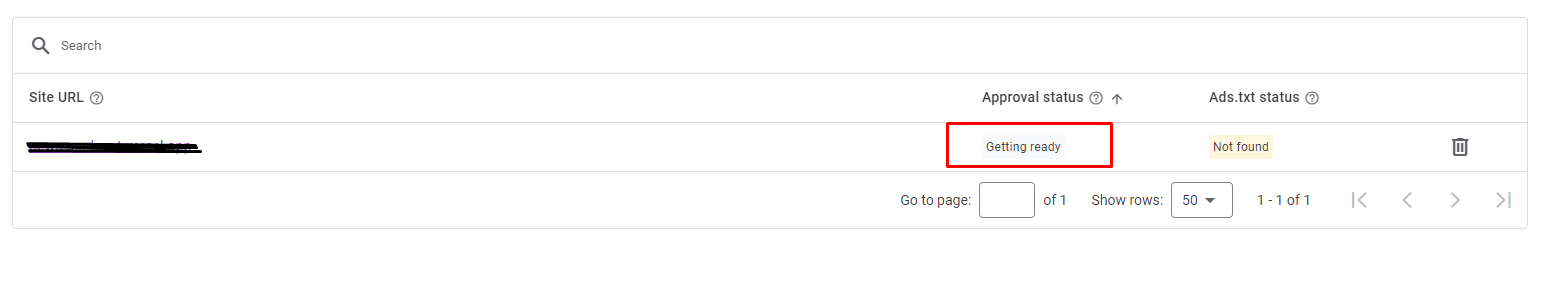 Search
Site URL Approval status Ads.txt status
Getting ready Not found
Go to page: of 1 Show rows: 50 1 - 1 of 1